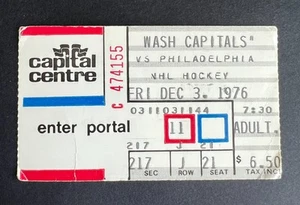 WASH CAPITALS"
VS PHILADELPHIA
NHL HOCKEY
FRI DEC 3, 1976
0311031144 7:30
capital
centre
C 474155
enter portal
11
ADULT
217 J 21
217 J 21 $ 6.50
SEC ROW SEAT TAX INC